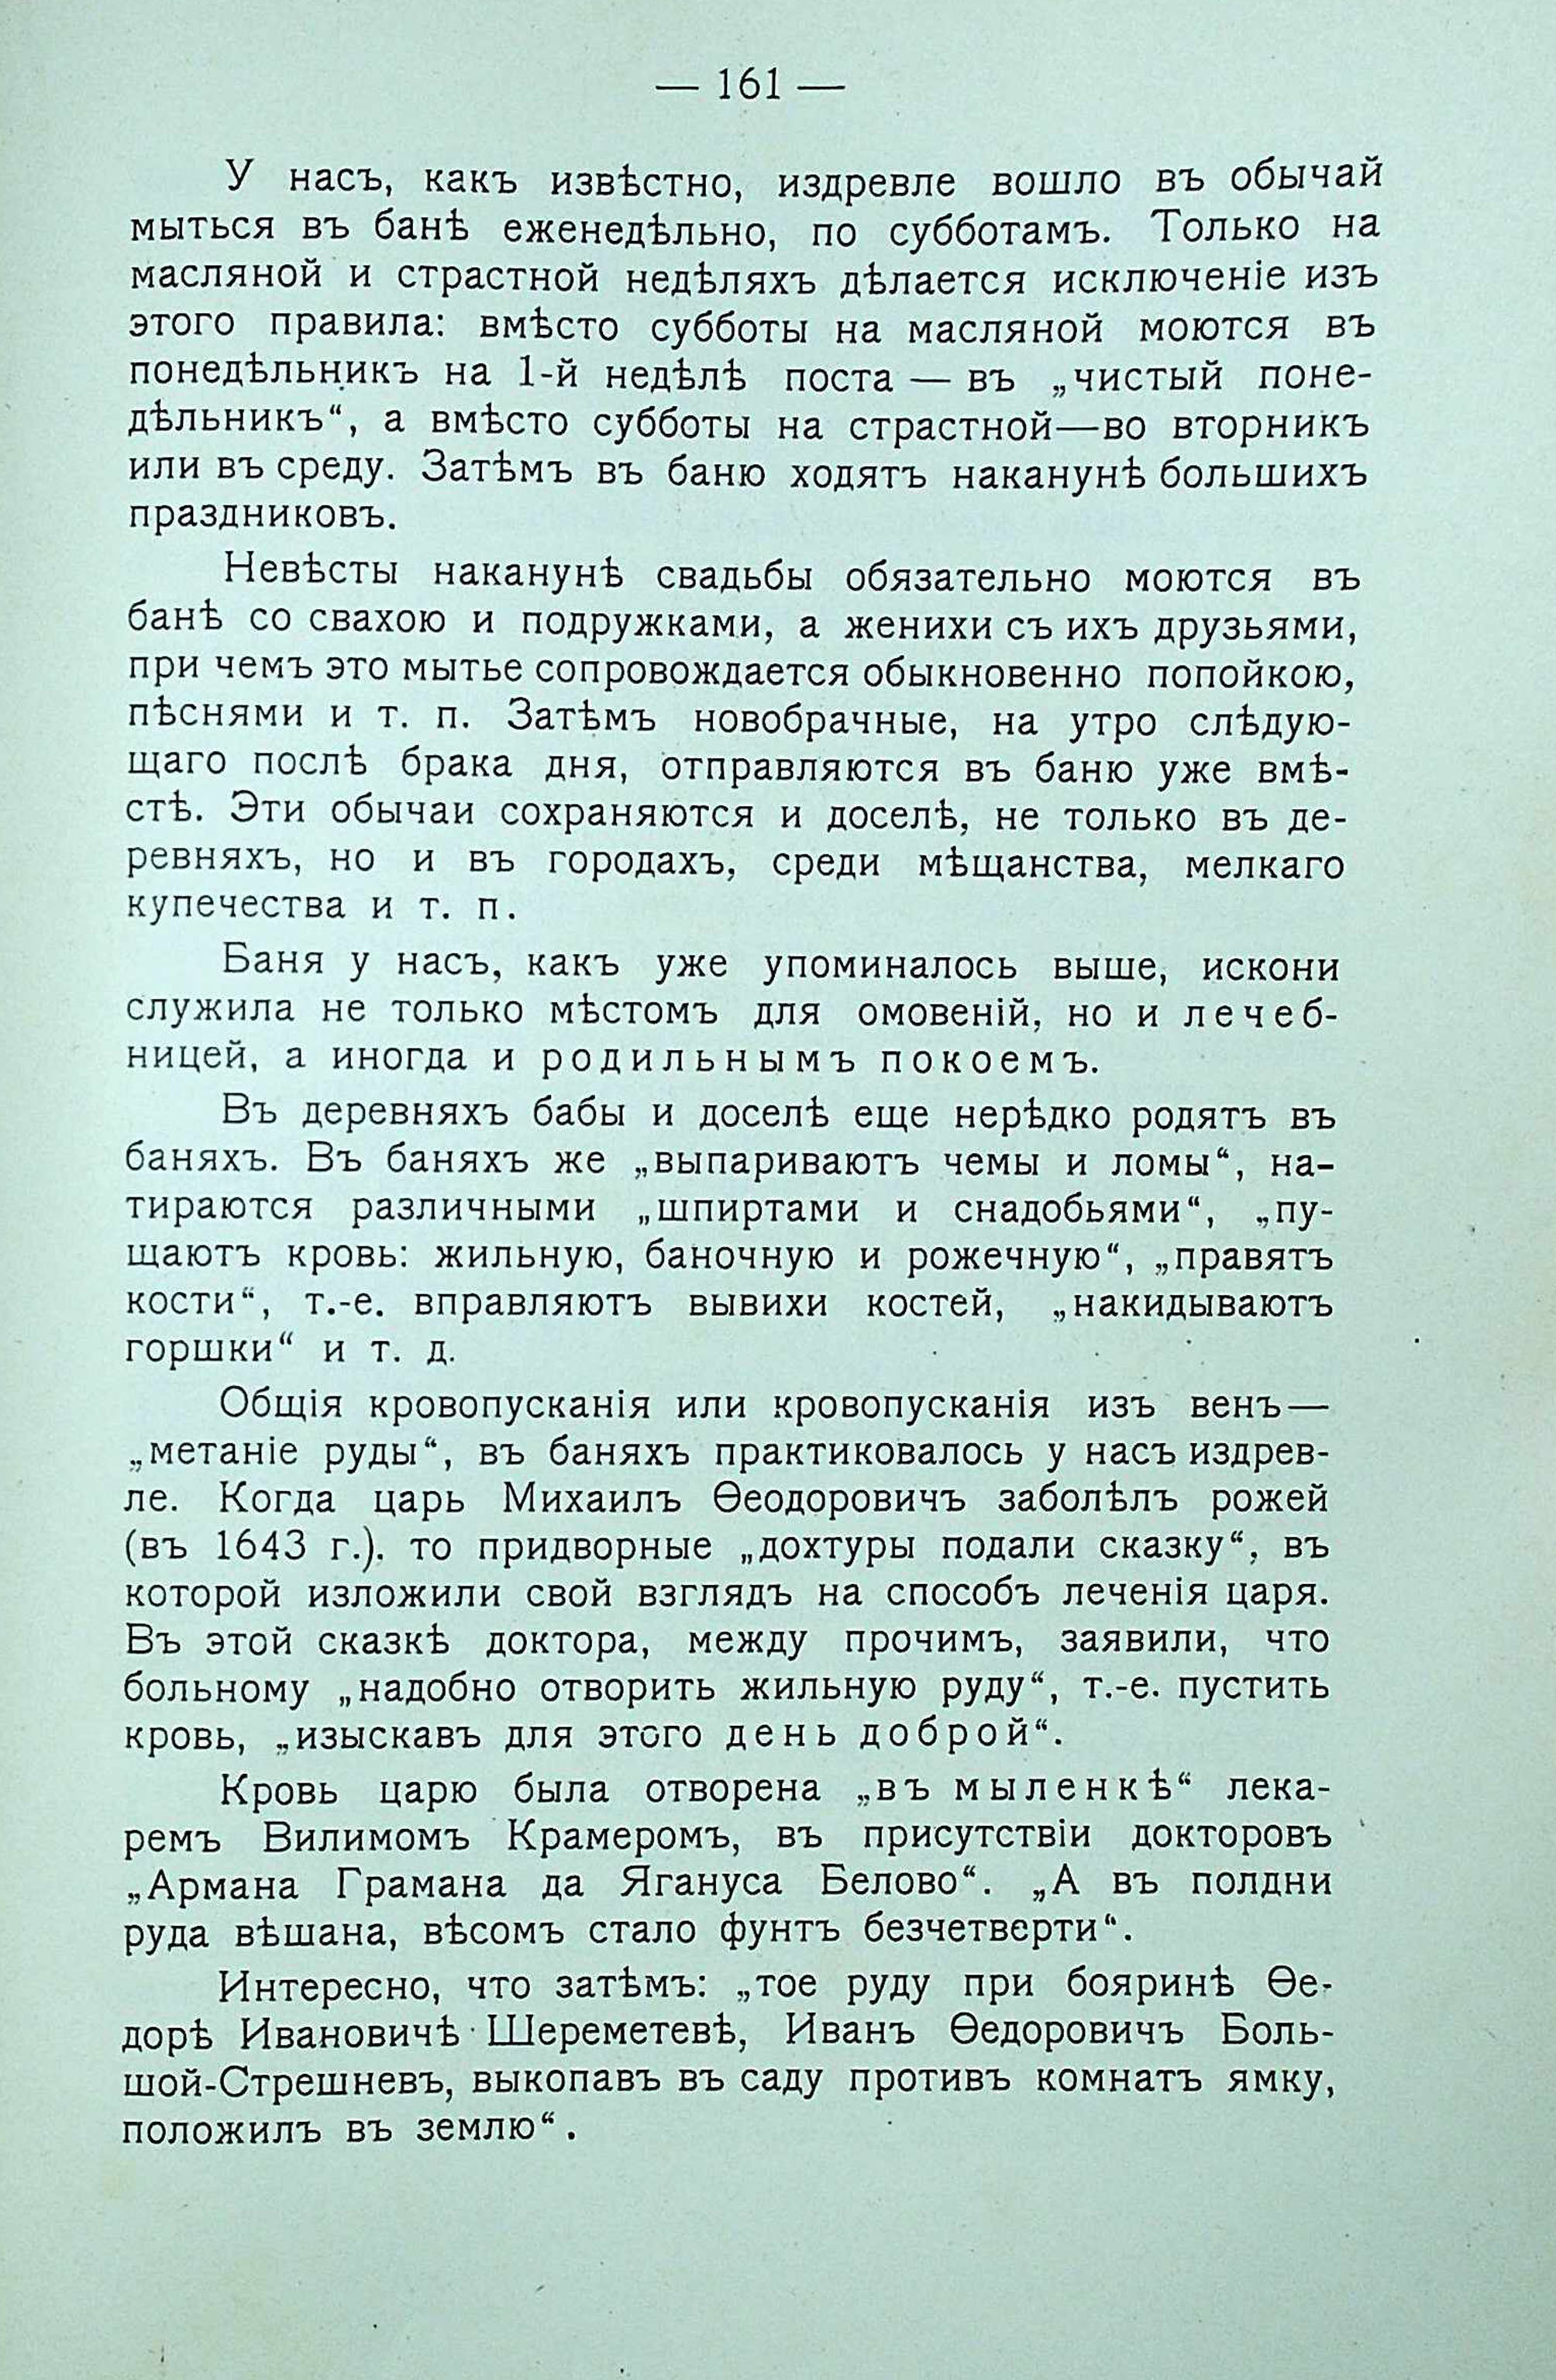 — 161 —
У насъ, какъ извѣстно, издревле вошло въ обычай
мыться въ банѣ еженедѣльно, по субботамъ. Только на
масляной и страстной недѣляхъ дѣлается исключеніе изъ
этого правила: вмѣсто субботы на масляной моются въ
понедѣльникъ на 1-й недѣлѣ поста — въ „чистый поне-
дѣльникъ“, а вмѣсто субботы на страстной—во вторникъ
или въ среду. Затѣмъ въ баню ходятъ наканунѣ большихъ
праздниковъ.
Невѣсты наканунѣ свадьбы обязательно моются въ
банѣ со свахою и подружками, а женихи съ ихъ друзьями,
при чемъ это мытье сопровождается обыкновенно попойкою,
пѣснями и т. п. Затѣмъ новобрачные, на утро слѣдую-
щаго послѣ брака дня, отправляются въ баню уже вмѣ-
стѣ. Эти обычаи сохраняются и доселѣ, не только въ де-
ревняхъ, но и въ городахъ, среди мѣщанства, мелкаго
купечества и т. п.
Баня у насъ, какъ уже упоминалось выше, искони
служила не только мѣстомъ для омовеній, но и лечеб-
ницей, а иногда и родильнымъ покоемъ.
Въ деревняхъ бабы и доселѣ еще нерѣдко родятъ въ
баняхъ. Въ баняхъ же „выпариваютъ чемы и ломы“, на-
тираются различными „шпиртами и снадобьями“, „пу-
щаютъ кровь: жильную, баночную и рожечную“, „правятъ
кости“, т.-е. вправляютъ вывихи костей, „накидываютъ
горшки“ и т. д.
Общія кровопусканія или кровопусканія изъ венъ—
„метаніе руды“, въ баняхъ практиковалось у насъ издрев-
ле. Когда царь Михаилъ Ѳеодоровичъ заболѣлъ рожей
(въ 1643 г.). то придворные „дохтуры подали сказку“, въ
которой изложили свой взглядъ на способъ леченія царя.
Въ этой сказкѣ доктора, между прочимъ, заявили, что
больному „надобно отворить жильную руду“, т.-е. пустить
кровь, „изыскавъ для этого день доброй“.
Кровь царю была отворена „въ мыленкѣ“ лека-
ремъ Вилимомъ Крамеромъ, въ присутствіи докторовъ
„Армана Грамана да Ягануса Белово“. „А въ полдни
руда вѣшана, вѣсомъ стало фунтъ безчетверти“.
Интересно, что затѣмъ: „тое руду при бояринѣ Ѳе-
дорѣ Ивановичѣ Шереметевѣ, Иванъ Ѳедоровичъ Боль-
шой-Стрешневъ, выкопавъ въ саду противъ комнатъ ямку,
положилъ въ землю“.